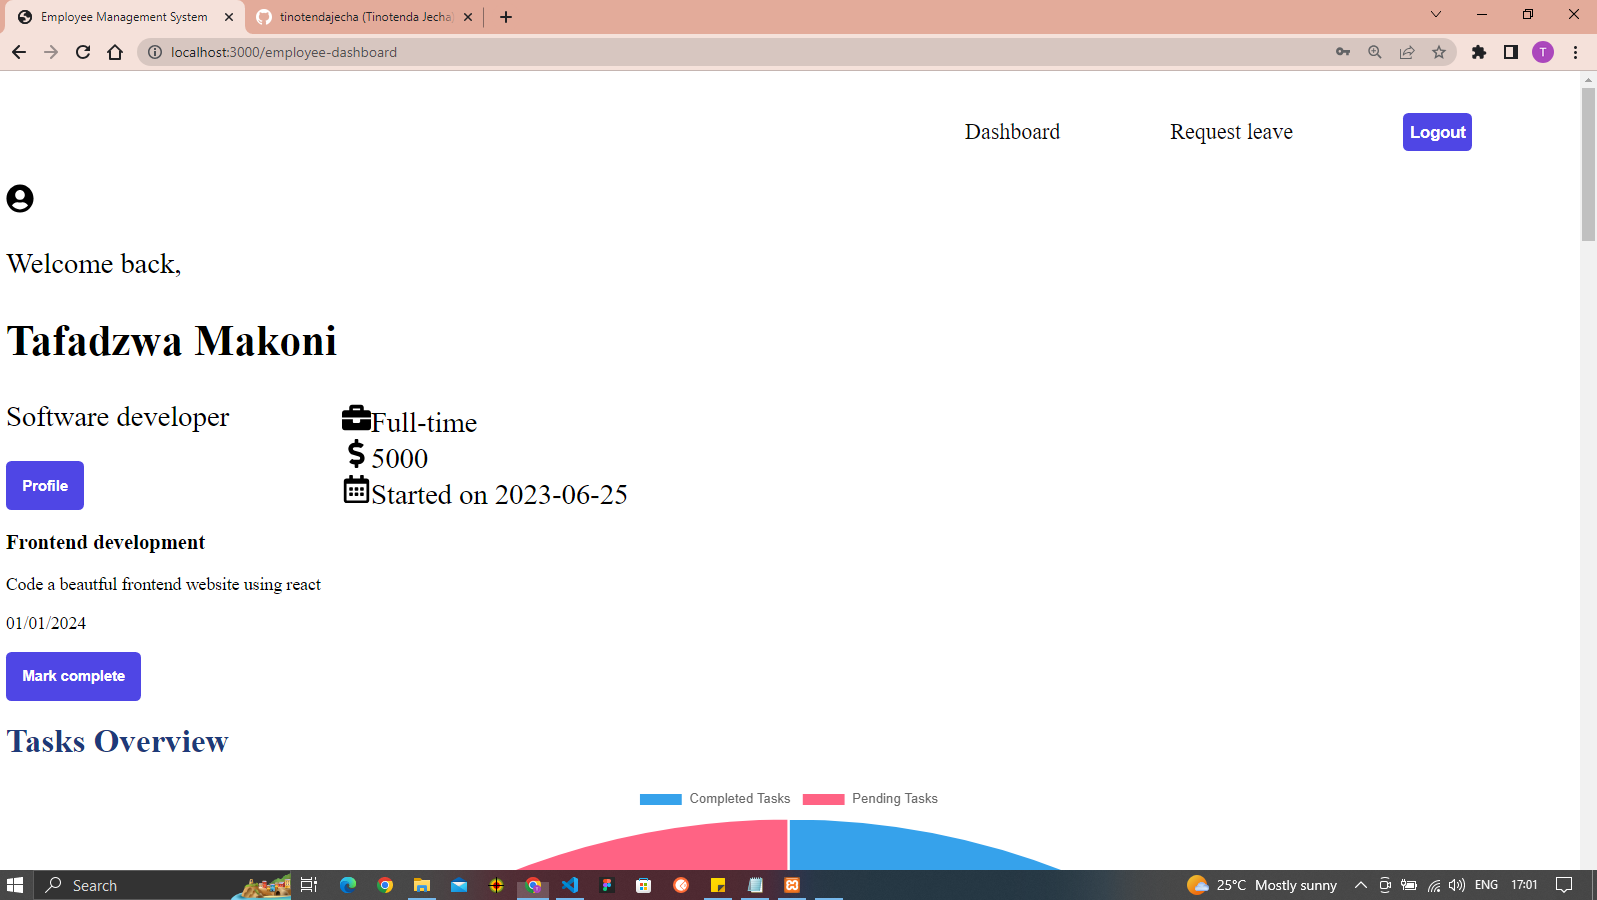 Employee Management System
tinotendajecha (Tinotenda Jecha)
localhost:3000/employee-dashboard
T
Dashboard
Request leave
Logout
Welcome back,
Tafadzwa Makoni
Software developer
Full-time
5000
Started on 2023-06-25
Profile
Frontend development
Code a beautful frontend website using react
01/01/2024
Mark complete
Tasks Overview
Completed Tasks
Pending Tasks
Search
25°C Mostly sunny
ENG
17:01